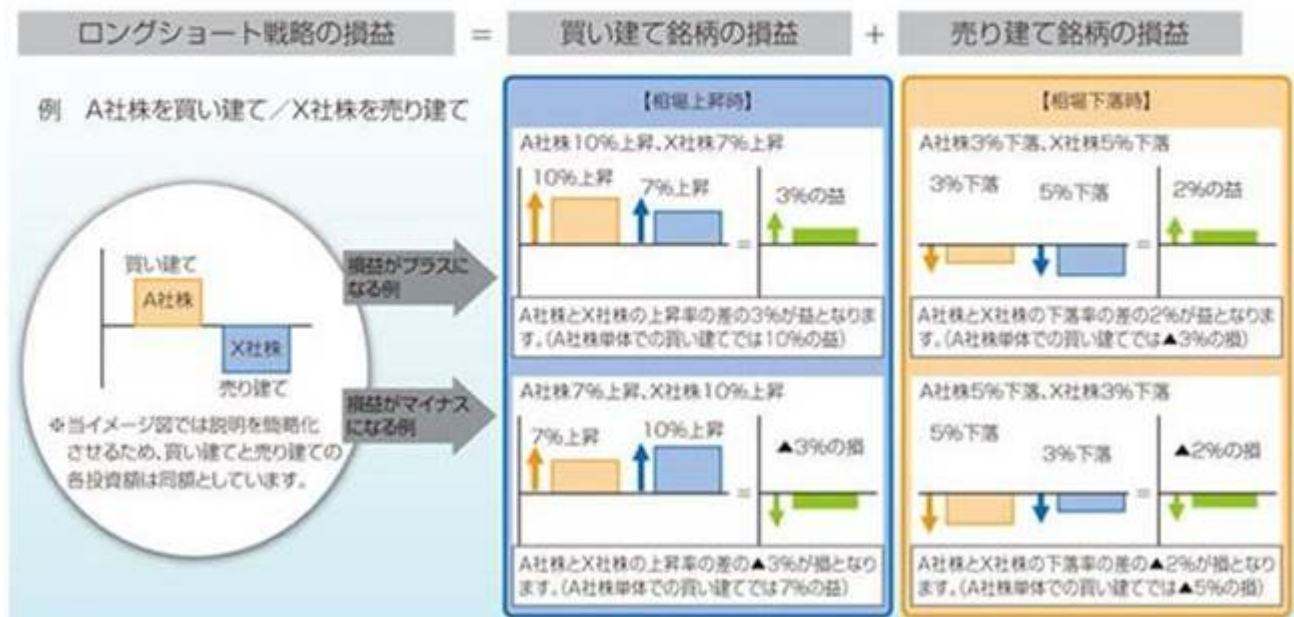 ロングショート戦略の損益 = 買い建て銘柄の損益 + 売り建て銘柄の損益
例 A社株を買い建て／X社株を売り建て
買い建て
A社株
X社株
売り建て
※当イメージ図では説明を簡略化
させるため、買い建てと売り建ての
各投資額は同額としています。
損益がプラスに
なる例
損益がマイナス
になる例
【相場上昇時】
A社株10%上昇、X社株7%上昇
10%上昇
7%上昇
=
3%の益
A社株とX社株の上昇率の差の3%が益となりま
す。(A社株単体での買い建てでは10%の益)
A社株7%上昇、X社株10%上昇
7%上昇
10%上昇
=
▲3%の損
A社株とX社株の上昇率の差の▲3%が損となり
ます。(A社株単体での買い建てでは7%の益)
【相場下落時】
A社株3%下落、X社株5%下落
3%下落
5%下落
=
2%の益
A社株とX社株の下落率の差の2%が益となりま
す。(A社株単体での買い建てでは▲3%の損)
A社株5%下落、X社株3%下落
5%下落
3%下落
=
▲2%の損
A社株とX社株の下落率の差の▲2%が損となり
ます。(A社株単体での買い建てでは▲5%の損)